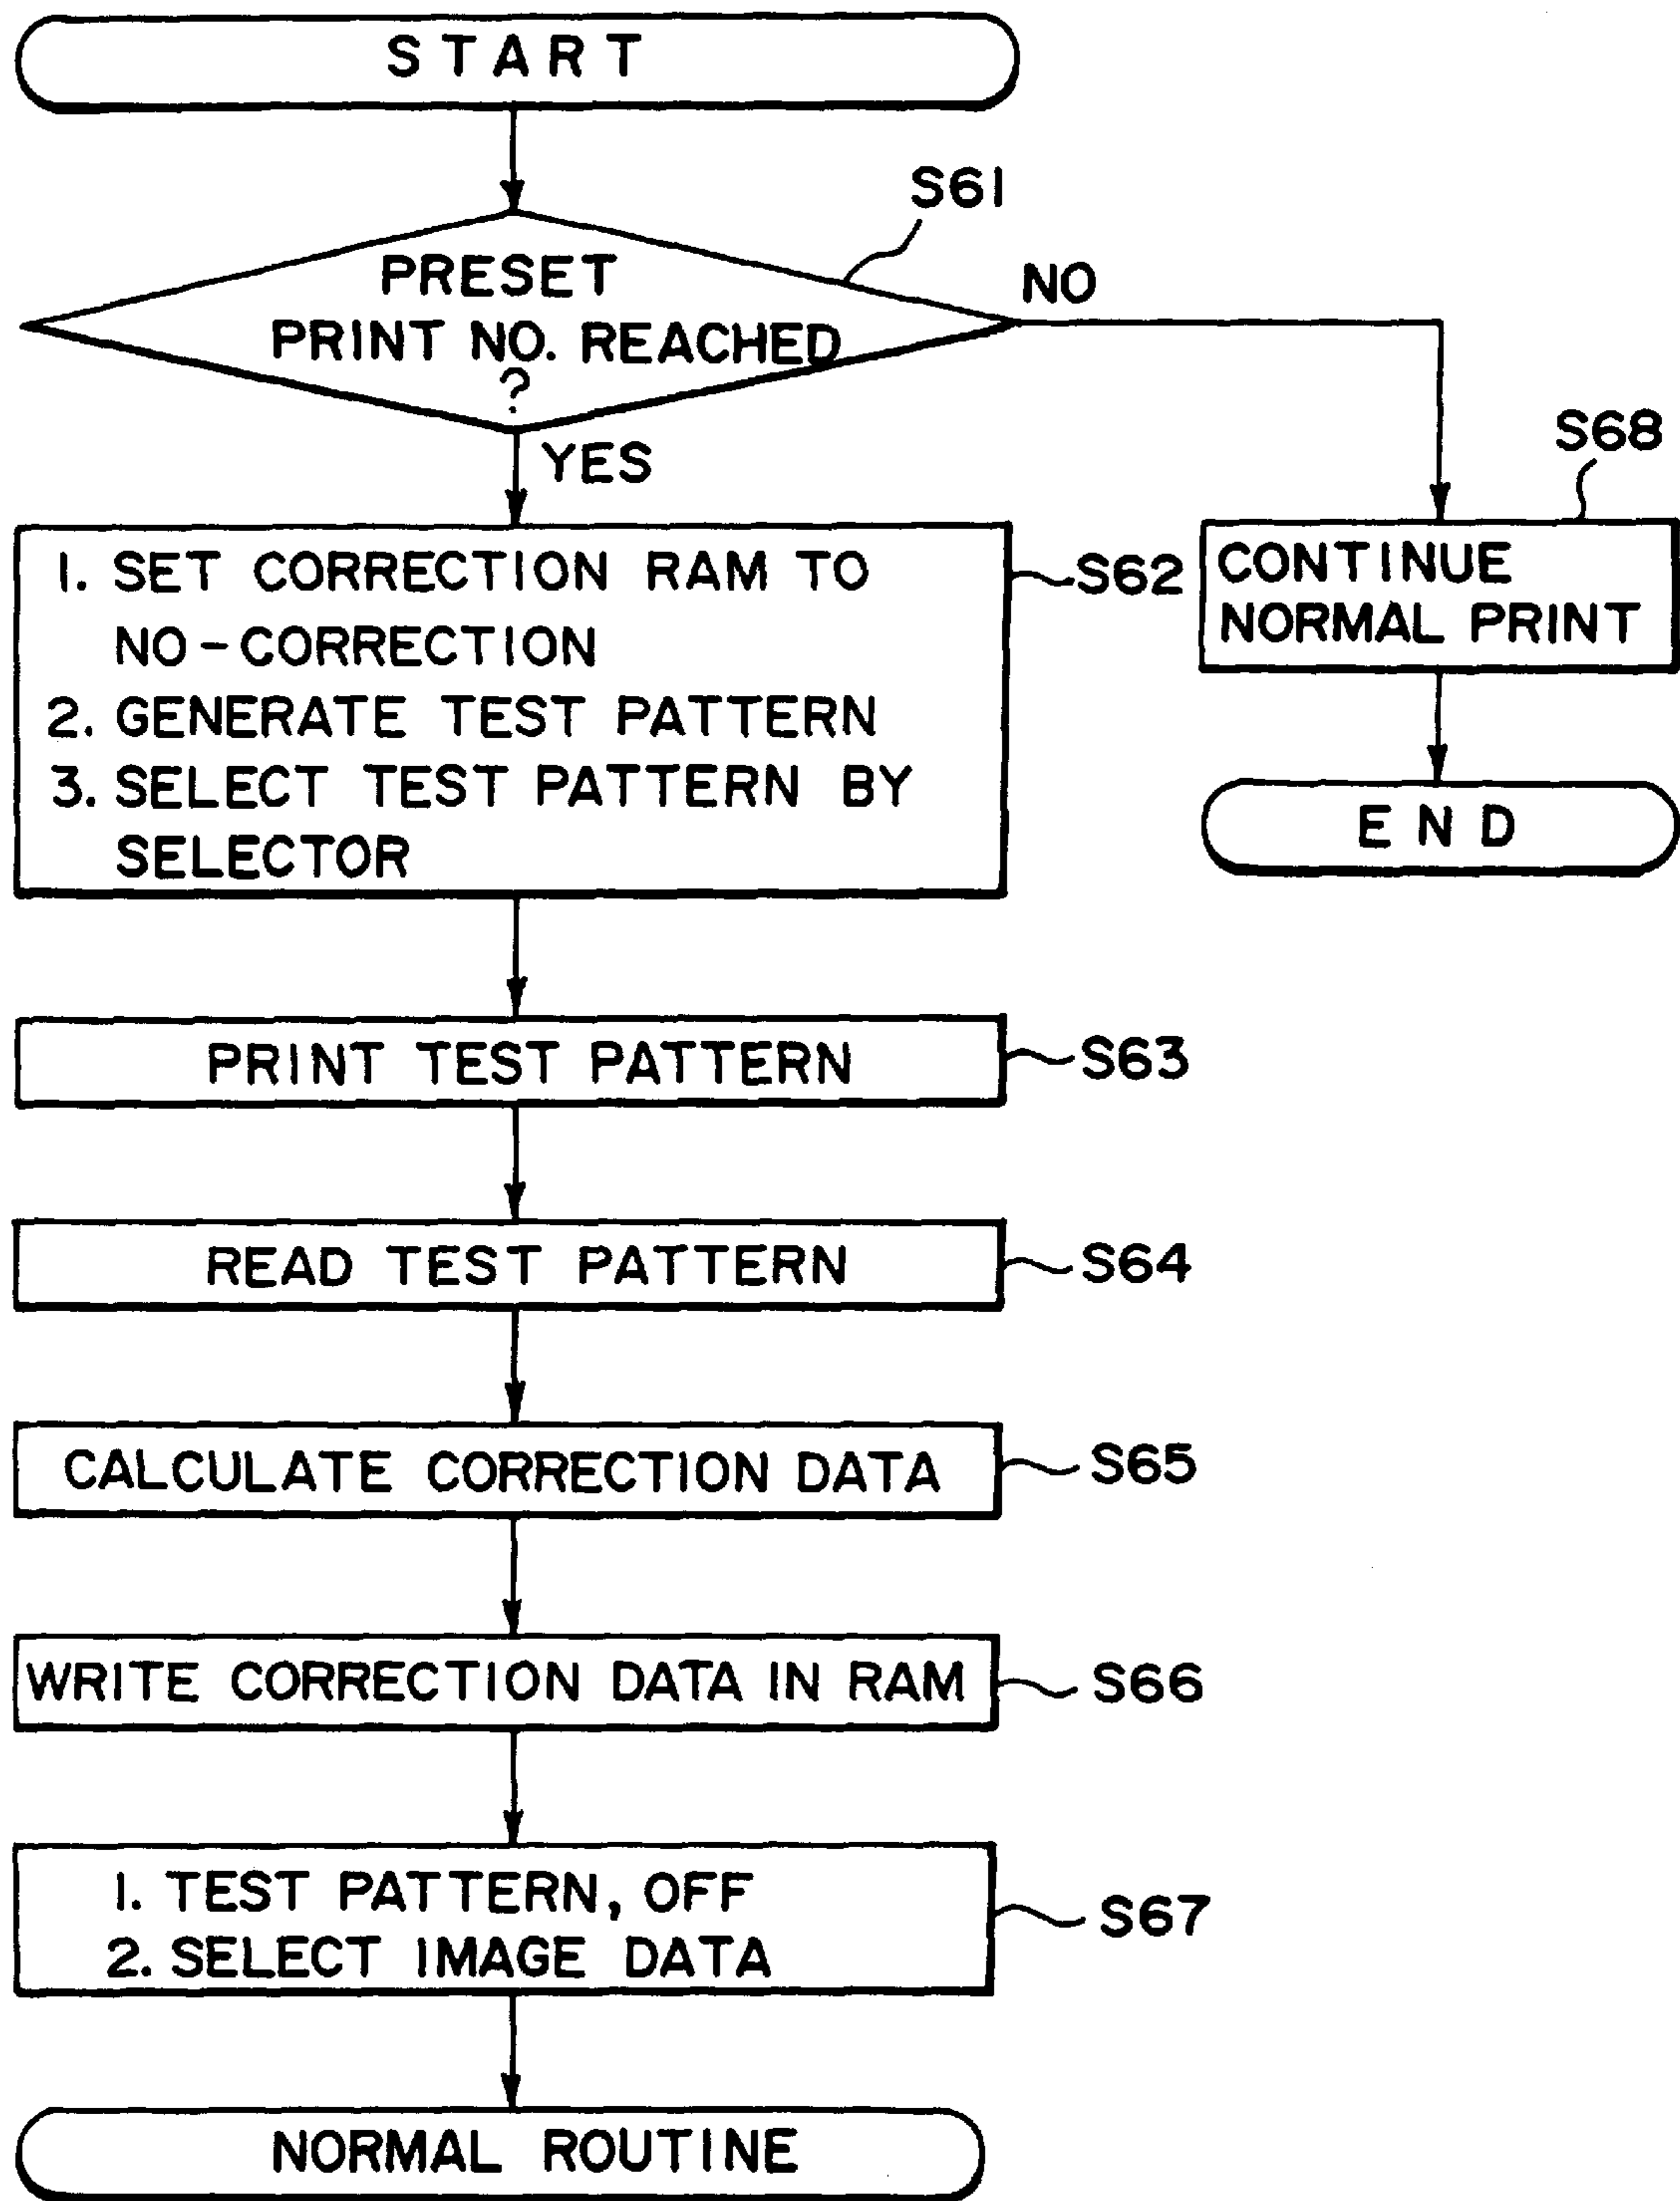 START
S61
PRESET
PRINT NO. REACHED
?
NO
YES
S68
1. SET CORRECTION RAM TO
NO-CORRECTION
2. GENERATE TEST PATTERN
3. SELECT TEST PATTERN BY
SELECTOR
S62
CONTINUE
NORMAL PRINT
END
PRINT TEST PATTERN
S63
READ TEST PATTERN
S64
CALCULATE CORRECTION DATA
S65
WRITE CORRECTION DATA IN RAM
S66
1. TEST PATTERN, OFF
2. SELECT IMAGE DATA
S67
NORMAL ROUTINE